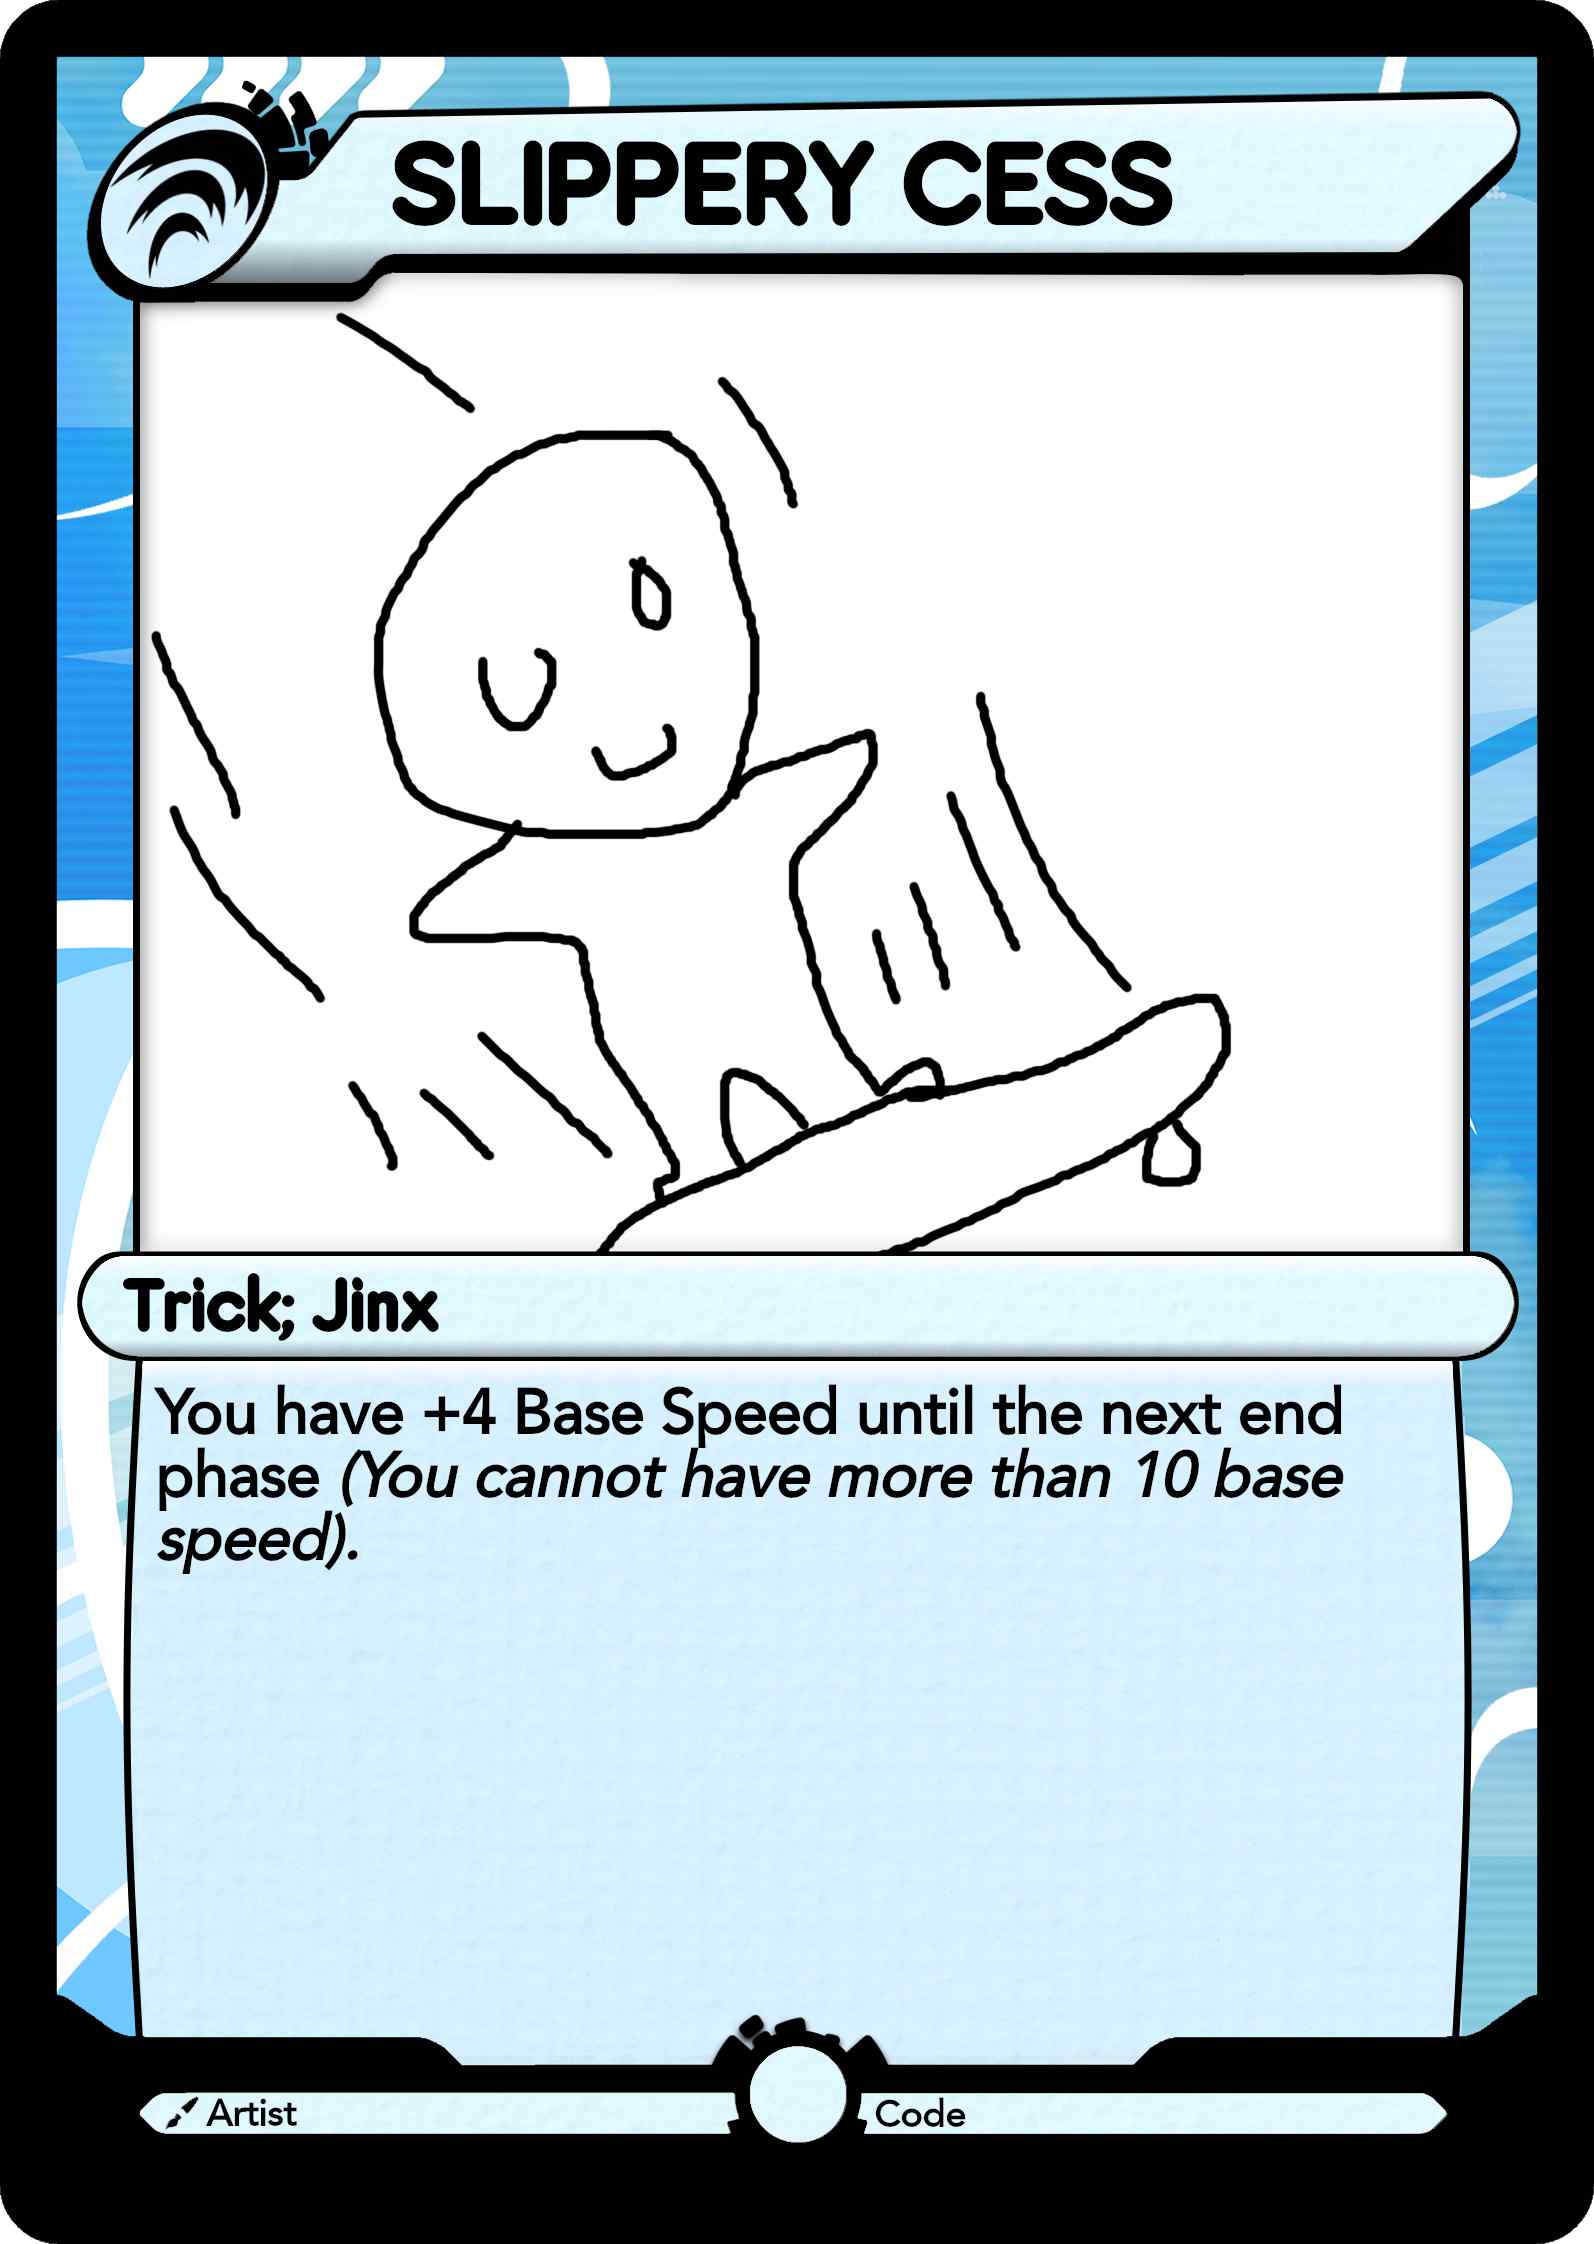 SLIPPERY CESS
Trick; Jinx
You have +4 Base Speed until the next end
phase (You cannot have more than 10 base
speed).
Artist
Code